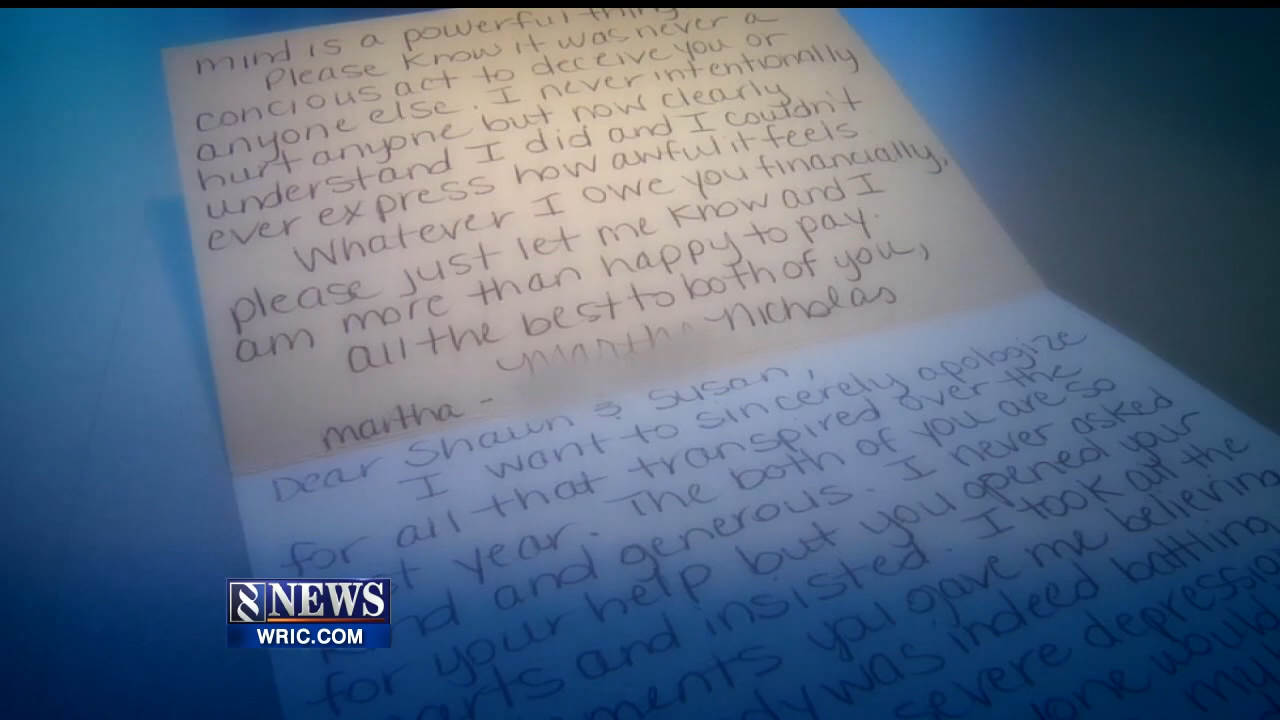 mind is a powerful thing
Please know it was never a
concious act to deceive you or
anyone else. I never intentionally
hurt anyone but now clearly
understand I did and I couldn't
ever express how awful it feels
Whatever I owe you financially,
please just let me know and I
am more than happy to pay.
all the best to both of you,
Martha Nicholas
martha -
Dear Shawn & Susan,
I want to sincerely apologize
for all that transpired over the
year. The both of you are so
and generous. I never asked
for your help but you opened your
and insisted. I took all the
you gave me believing
was indeed battling
severe depression
would
my
8NEWS
WRIC.COM